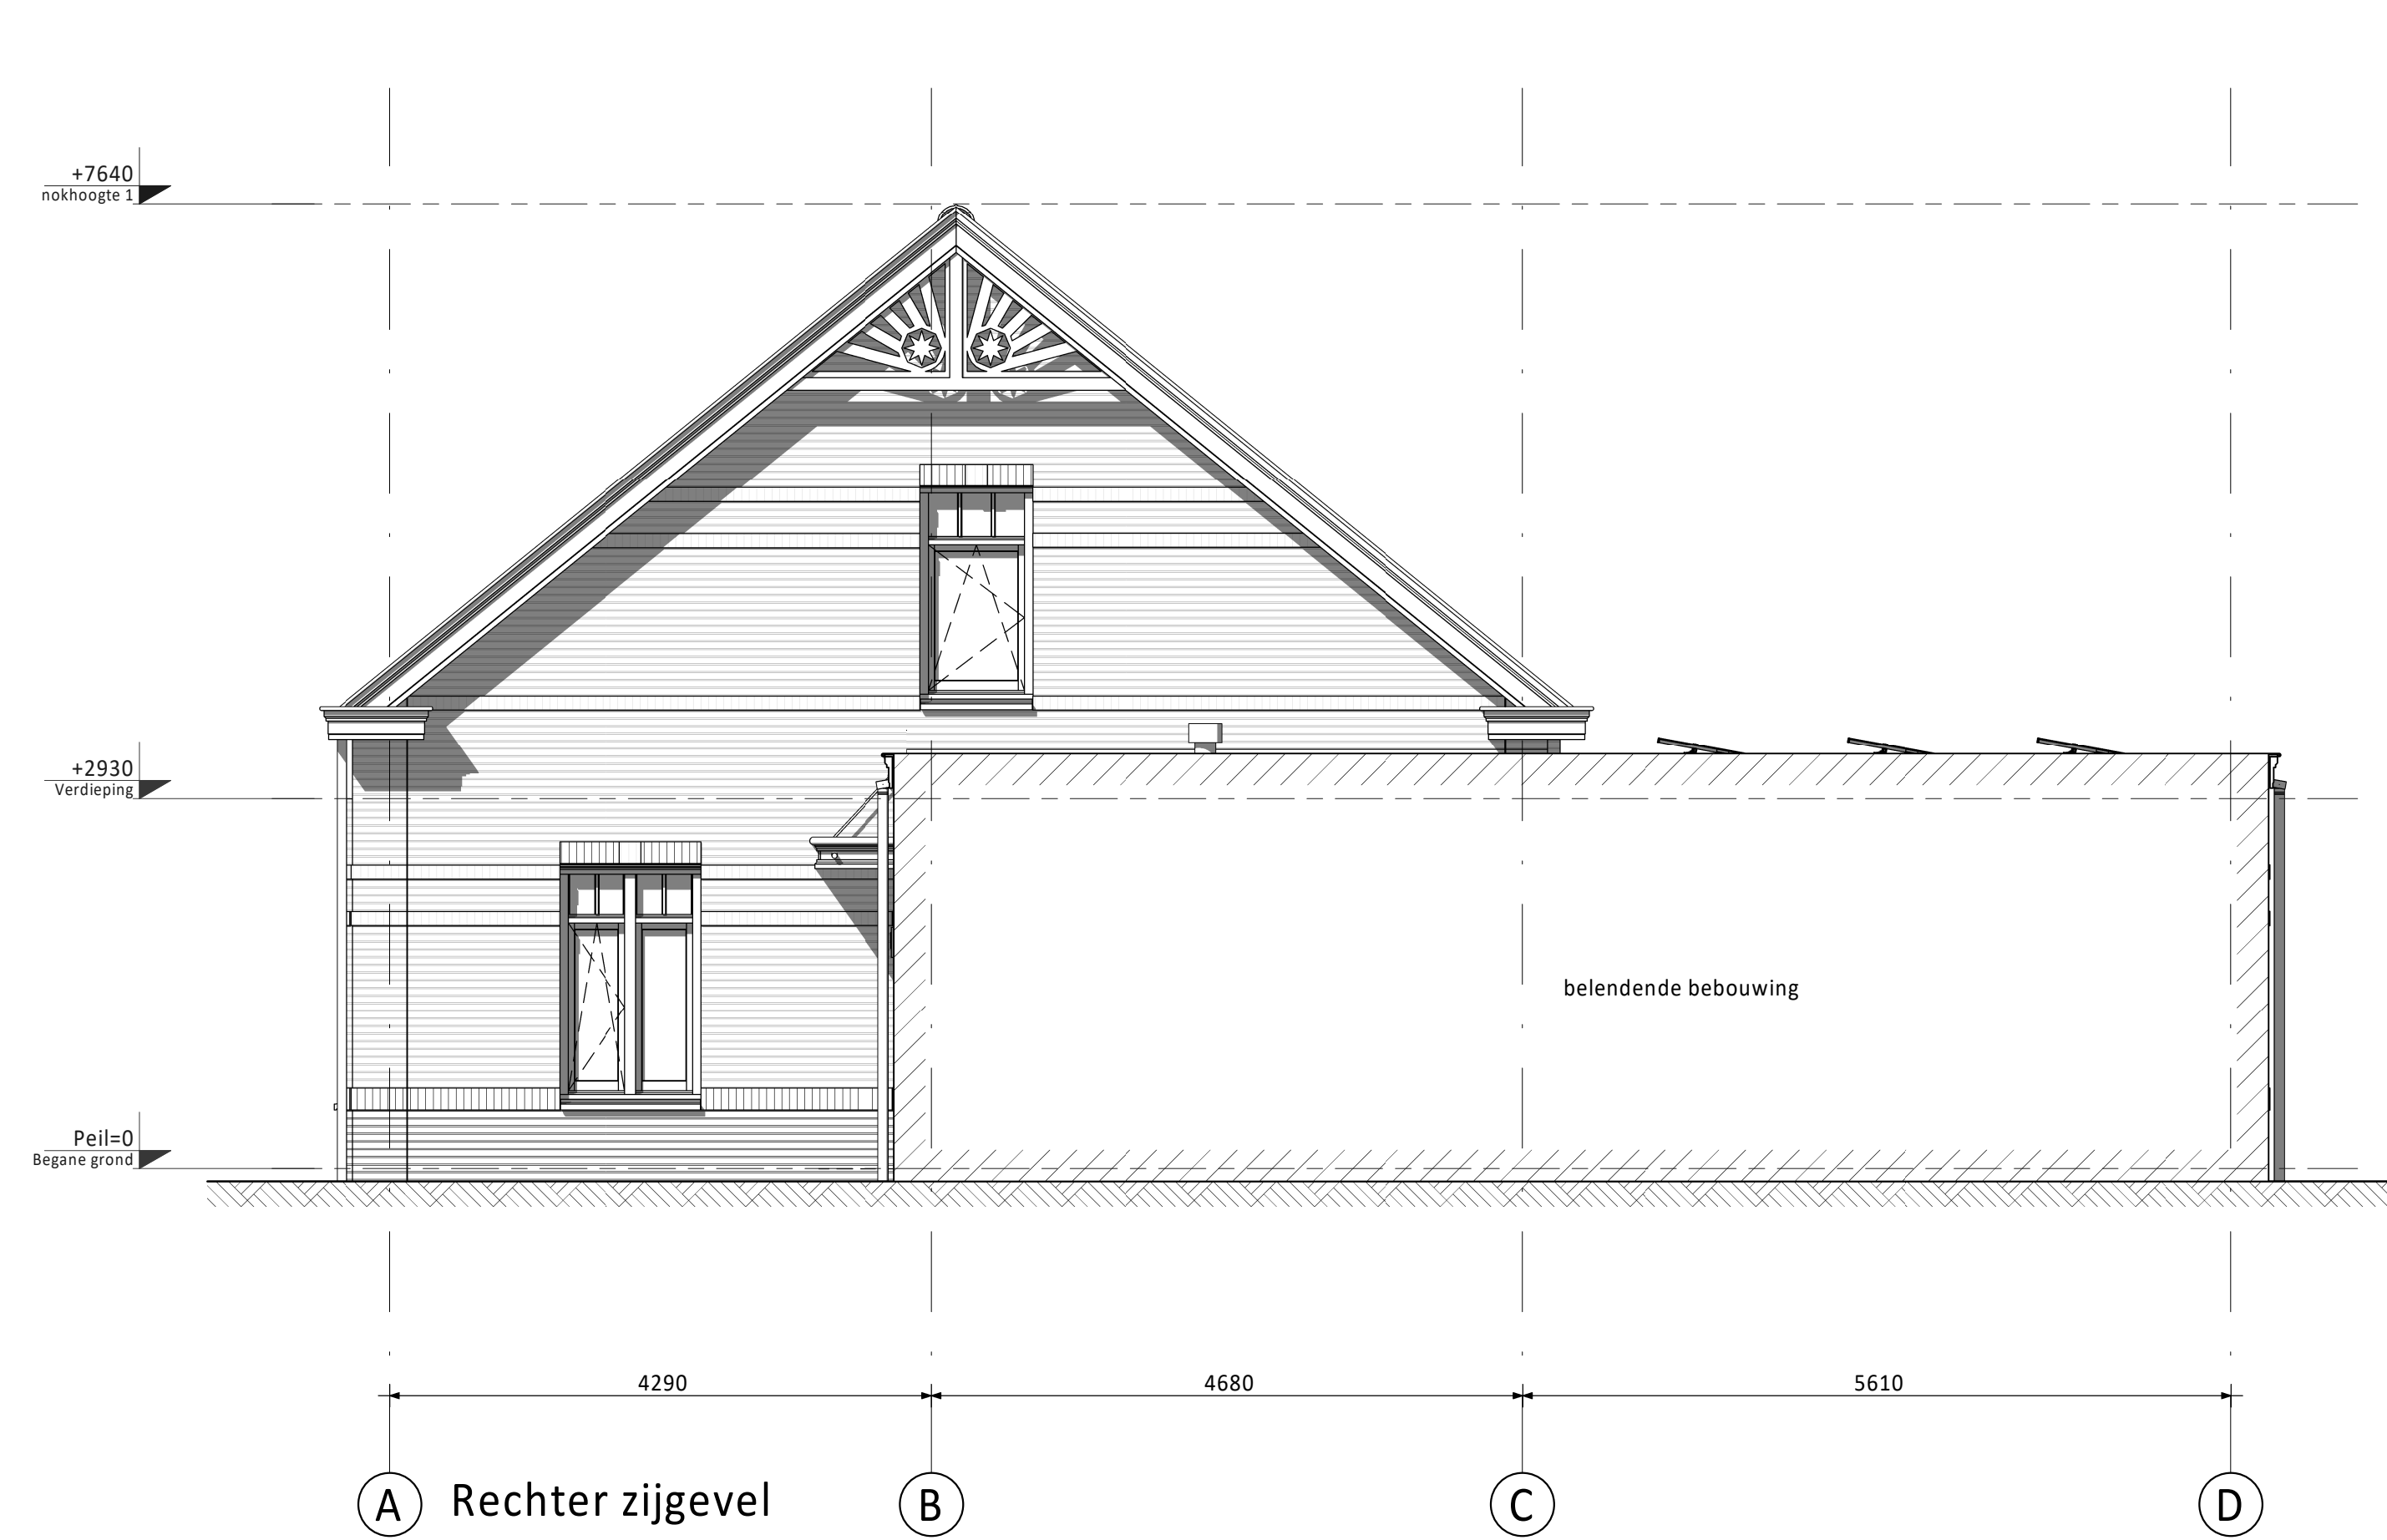 +7640
nokhoogte 1
+2930
Verdieping
belendende bebouwing
Peil=0
Begane grond
4290 4680 5610
A Rechter zijgevel B C D